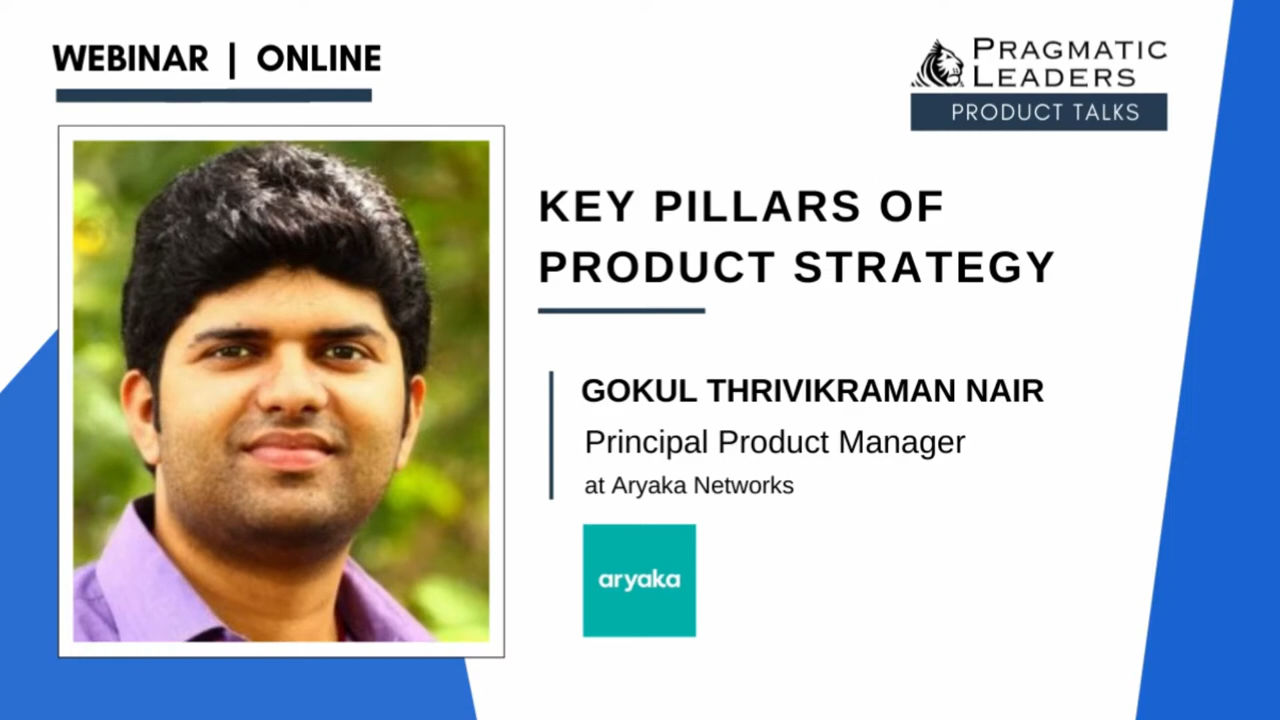 WEBINAR | ONLINE
PRAGMATIC
LEADERS
PRODUCT TALKS
KEY PILLARS OF
PRODUCT STRATEGY
GOKUL THRIVIKRAMAN NAIR
Principal Product Manager
at Aryaka Networks
aryaka